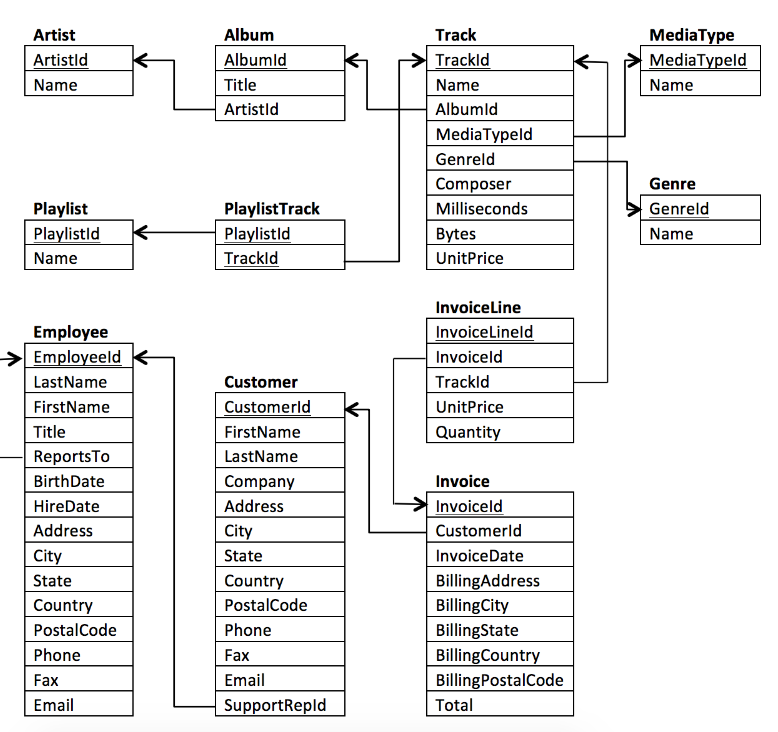 Artist
ArtistId
Name
Album
AlbumId
Title
ArtistId
Track
TrackId
Name
AlbumId
MediaTypeId
GenreId
Composer
Milliseconds
Bytes
UnitPrice
MediaType
MediaTypeId
Name
Genre
GenreId
Name
Playlist
PlaylistId
Name
PlaylistTrack
PlaylistId
TrackId
Employee
EmployeeId
LastName
FirstName
Title
ReportsTo
BirthDate
HireDate
Address
City
State
Country
PostalCode
Phone
Fax
Email
Customer
CustomerId
FirstName
LastName
Company
Address
City
State
Country
PostalCode
Phone
Fax
Email
SupportRepId
InvoiceLine
InvoiceLineId
InvoiceId
TrackId
UnitPrice
Quantity
Invoice
InvoiceId
CustomerId
InvoiceDate
BillingAddress
BillingCity
BillingState
BillingCountry
BillingPostalCode
Total